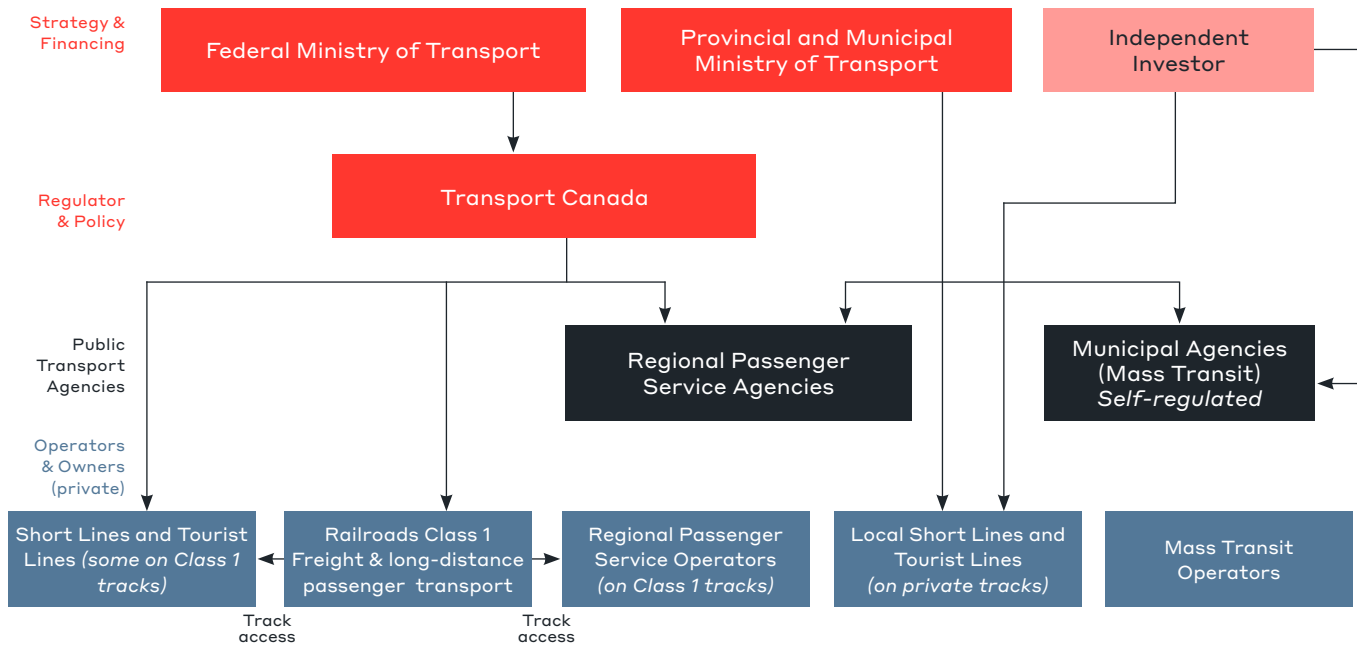 Strategy &
Financing
Federal Ministry of Transport
Provincial and Municipal
Ministry of Transport
Independent
Investor
Regulator
& Policy
Transport Canada
Public
Transport
Agencies
Regional Passenger
Service Agencies
Municipal Agencies
(Mass Transit)
Self-regulated
Operators
& Owners
(private)
Short Lines and Tourist
Lines (some on Class 1
tracks)
Railroads Class 1
Freight & long-distance
passenger transport
Regional Passenger
Service Operators
(on Class 1 tracks)
Local Short Lines and
Tourist Lines
(on private tracks)
Mass Transit
Operators
Track
access
Track
access